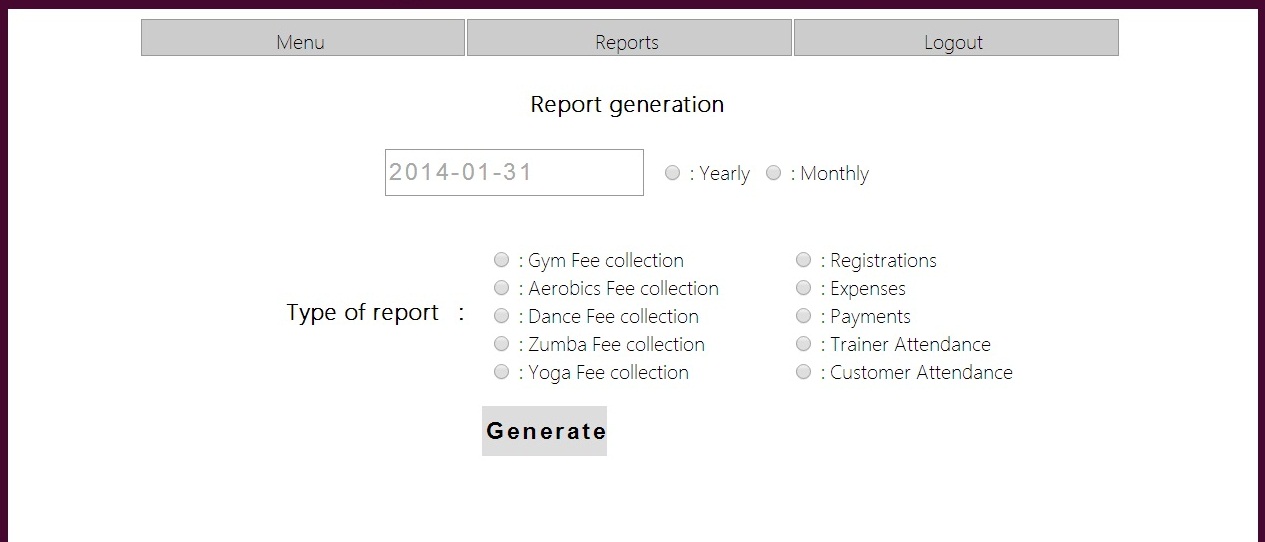 Menu Reports Logout
Report generation
2014-01-31 : Yearly : Monthly
: Gym Fee collection : Registrations
: Aerobics Fee collection : Expenses
Type of report : : Dance Fee collection : Payments
: Zumba Fee collection : Trainer Attendance
: Yoga Fee collection : Customer Attendance
Generate